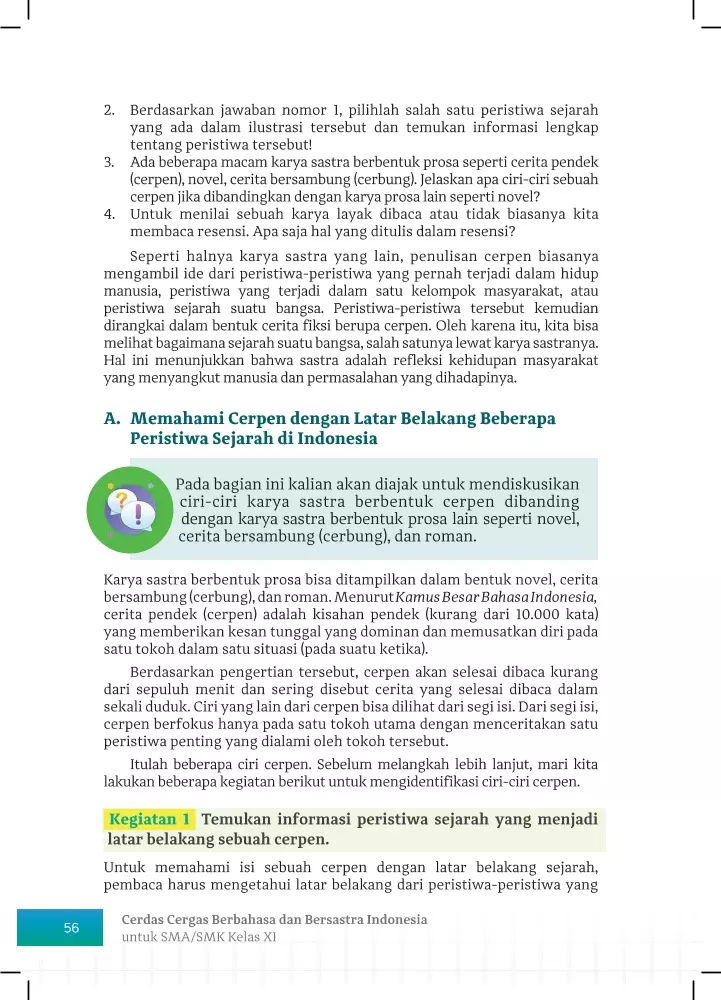 2. Berdasarkan jawaban nomor 1, pilihlah salah satu peristiwa sejarah
yang ada dalam ilustrasi tersebut dan temukan informasi lengkap
tentang peristiwa tersebut!
3. Ada beberapa macam karya sastra berbentuk prosa seperti cerita pendek
(cerpen), novel, cerita bersambung (cerbung). Jelaskan apa ciri-ciri sebuah
cerpen jika dibandingkan dengan karya prosa lain seperti novel?
4. Untuk menilai sebuah karya layak dibaca atau tidak biasanya kita
membaca resensi. Apa saja hal yang ditulis dalam resensi?
Seperti halnya karya sastra yang lain, penulisan cerpen biasanya
mengambil ide dari peristiwa-peristiwa yang pernah terjadi dalam hidup
manusia, peristiwa yang terjadi dalam satu kelompok masyarakat, atau
peristiwa sejarah suatu bangsa. Peristiwa-peristiwa tersebut kemudian
dirangkai dalam bentuk cerita fiksi berupa cerpen. Oleh karena itu, kita bisa
melihat bagaimana sejarah suatu bangsa, salah satunya lewat karya sastranya.
Hal ini menunjukkan bahwa sastra adalah refleksi kehidupan masyarakat
yang menyangkut manusia dan permasalahan yang dihadapinya.
A. Memahami Cerpen dengan Latar Belakang Beberapa
Peristiwa Sejarah di Indonesia
Pada bagian ini kalian akan diajak untuk mendiskusikan
ciri-ciri karya sastra berbentuk cerpen dibanding
dengan karya sastra berbentuk prosa lain seperti novel,
cerita bersambung (cerbung), dan roman.
Karya sastra berbentuk prosa bisa ditampilkan dalam bentuk novel, cerita
bersambung (cerbung), dan roman. Menurut Kamus Besar Bahasa Indonesia,
cerita pendek (cerpen) adalah kisahan pendek (kurang dari 10.000 kata)
yang memberikan kesan tunggal yang dominan dan memusatkan diri pada
satu tokoh dalam satu situasi (pada suatu ketika).
Berdasarkan pengertian tersebut, cerpen akan selesai dibaca kurang
dari sepuluh menit dan sering disebut cerita yang selesai dibaca dalam
sekali duduk. Ciri yang lain dari cerpen bisa dilihat dari segi isi. Dari segi isi,
cerpen berfokus hanya pada satu tokoh utama dengan menceritakan satu
peristiwa penting yang dialami oleh tokoh tersebut.
Itulah beberapa ciri cerpen. Sebelum melangkah lebih lanjut, mari kita
lakukan beberapa kegiatan berikut untuk mengidentifikasi ciri-ciri cerpen.
Kegiatan 1 Temukan informasi peristiwa sejarah yang menjadi
latar belakang sebuah cerpen.
Untuk memahami isi sebuah cerpen dengan latar belakang sejarah,
pembaca harus mengetahui latar belakang dari peristiwa-peristiwa yang
56
Cerdas Cergas Berbahasa dan Bersastra Indonesia
untuk SMA/SMK Kelas XI